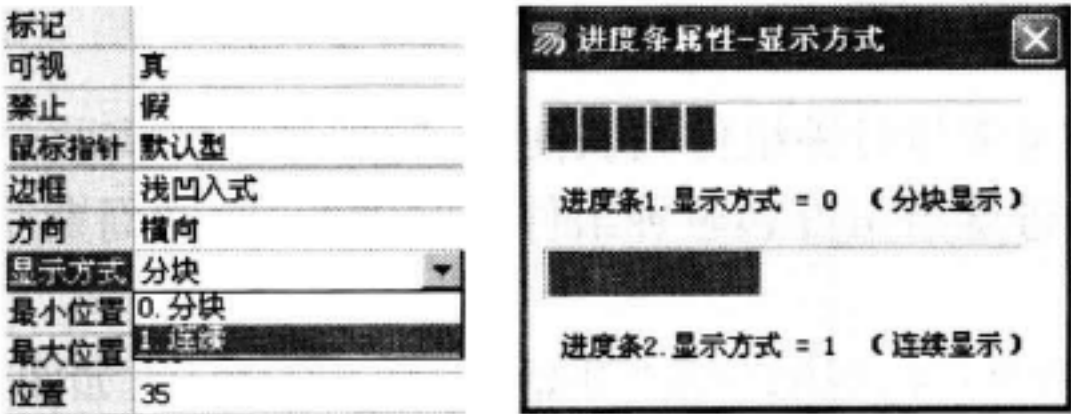 标记
可视 真
禁止 假
鼠标指针 默认型
边框 浅凹入式
方向 横向
显示方式 分块
最小位置 0. 分块
最大位置 1. 连续
位置 35
易 进度条属性-显示方式
进度条1. 显示方式 = 0 （分块显示）
进度条2. 显示方式 = 1 （连续显示）